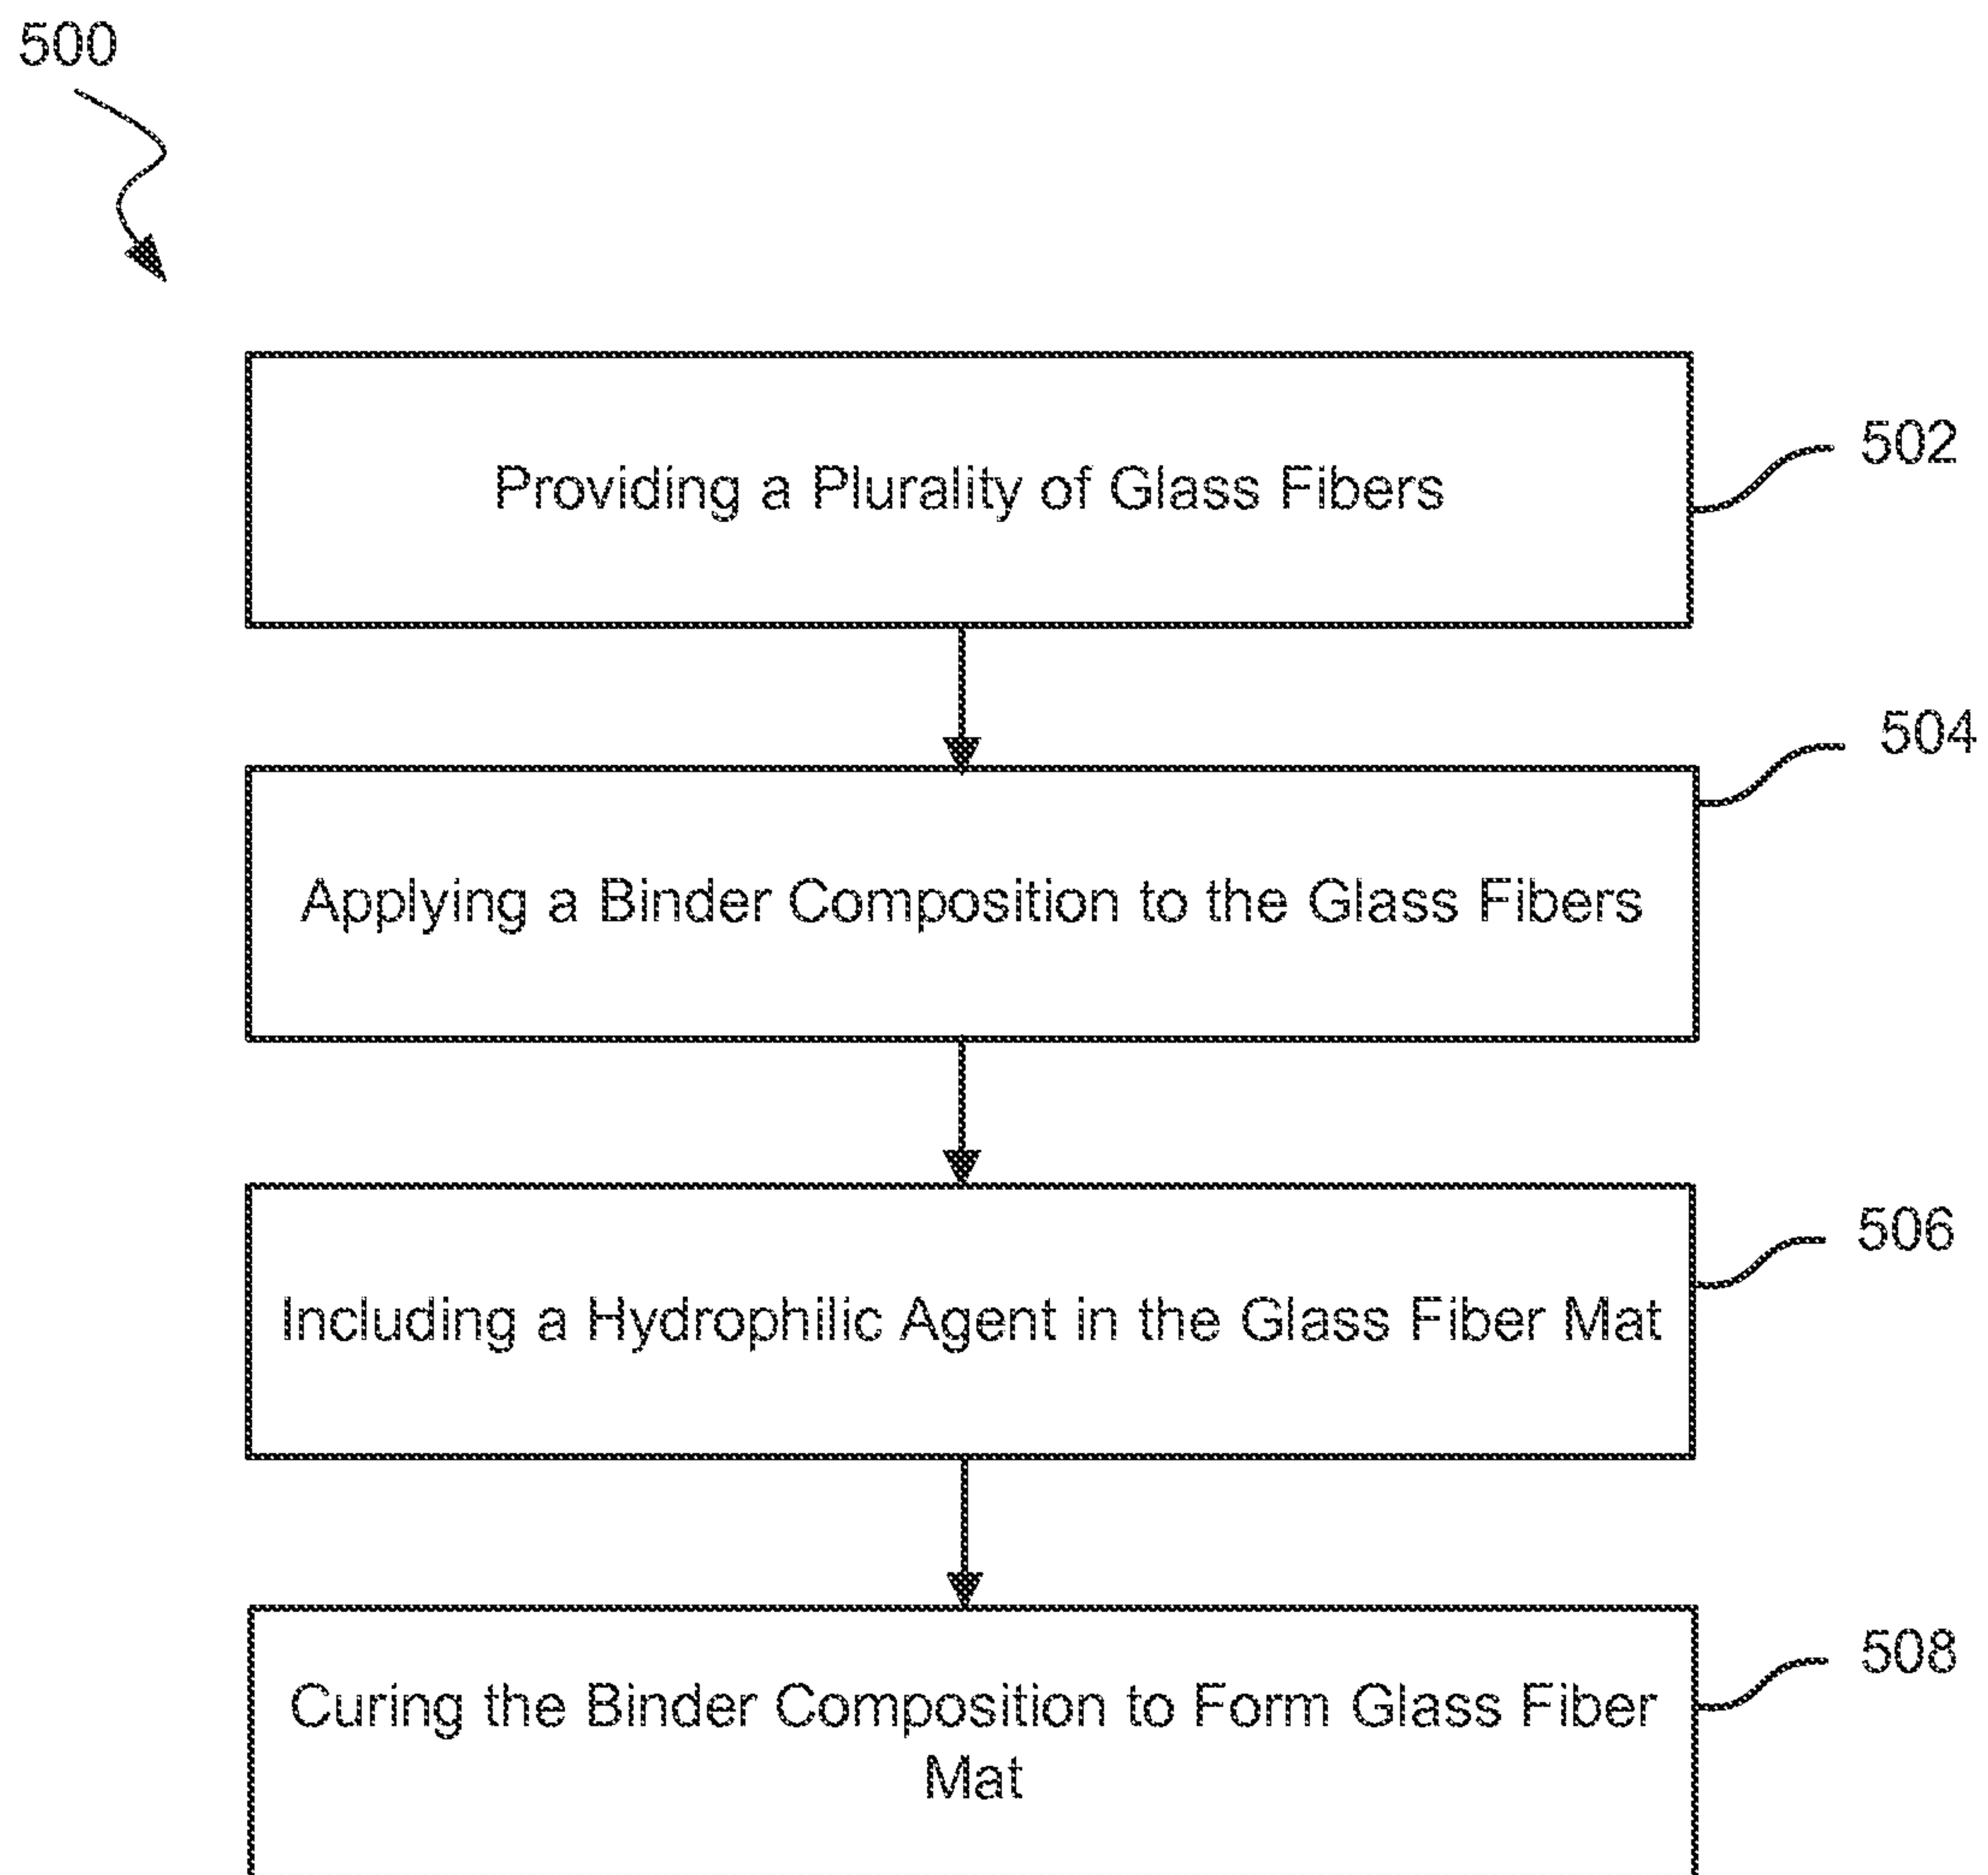 500
Providing a Plurality of Glass Fibers
502
504
Applying a Binder Composition to the Glass Fibers
506
Including a Hydrophilic Agent in the Glass Fiber Mat
508
Curing the Binder Composition to Form Glass Fiber
Mat